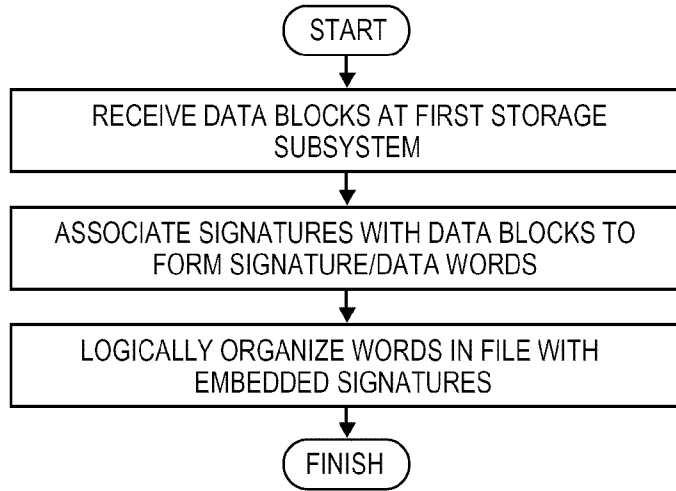 START
RECEIVE DATA BLOCKS AT FIRST STORAGE
SUBSYSTEM
ASSOCIATE SIGNATURES WITH DATA BLOCKS TO
FORM SIGNATURE/DATA WORDS
LOGICALLY ORGANIZE WORDS IN FILE WITH
EMBEDDED SIGNATURES
FINISH